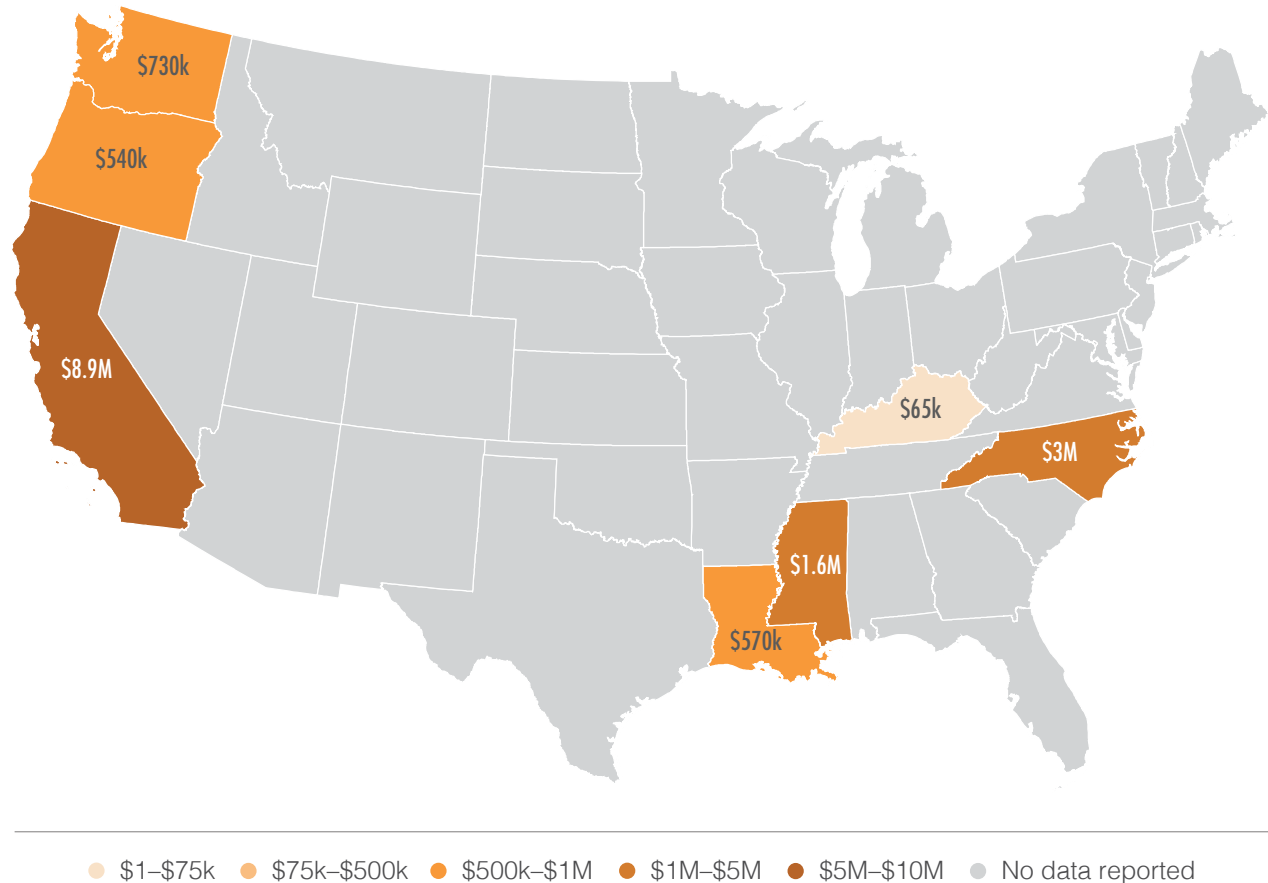 $730k
$540k
$8.9M
$65k
$3M
$1.6M
$570k
$1–$75k $75k–$500k $500k–$1M $1M–$5M $5M–$10M No data reported